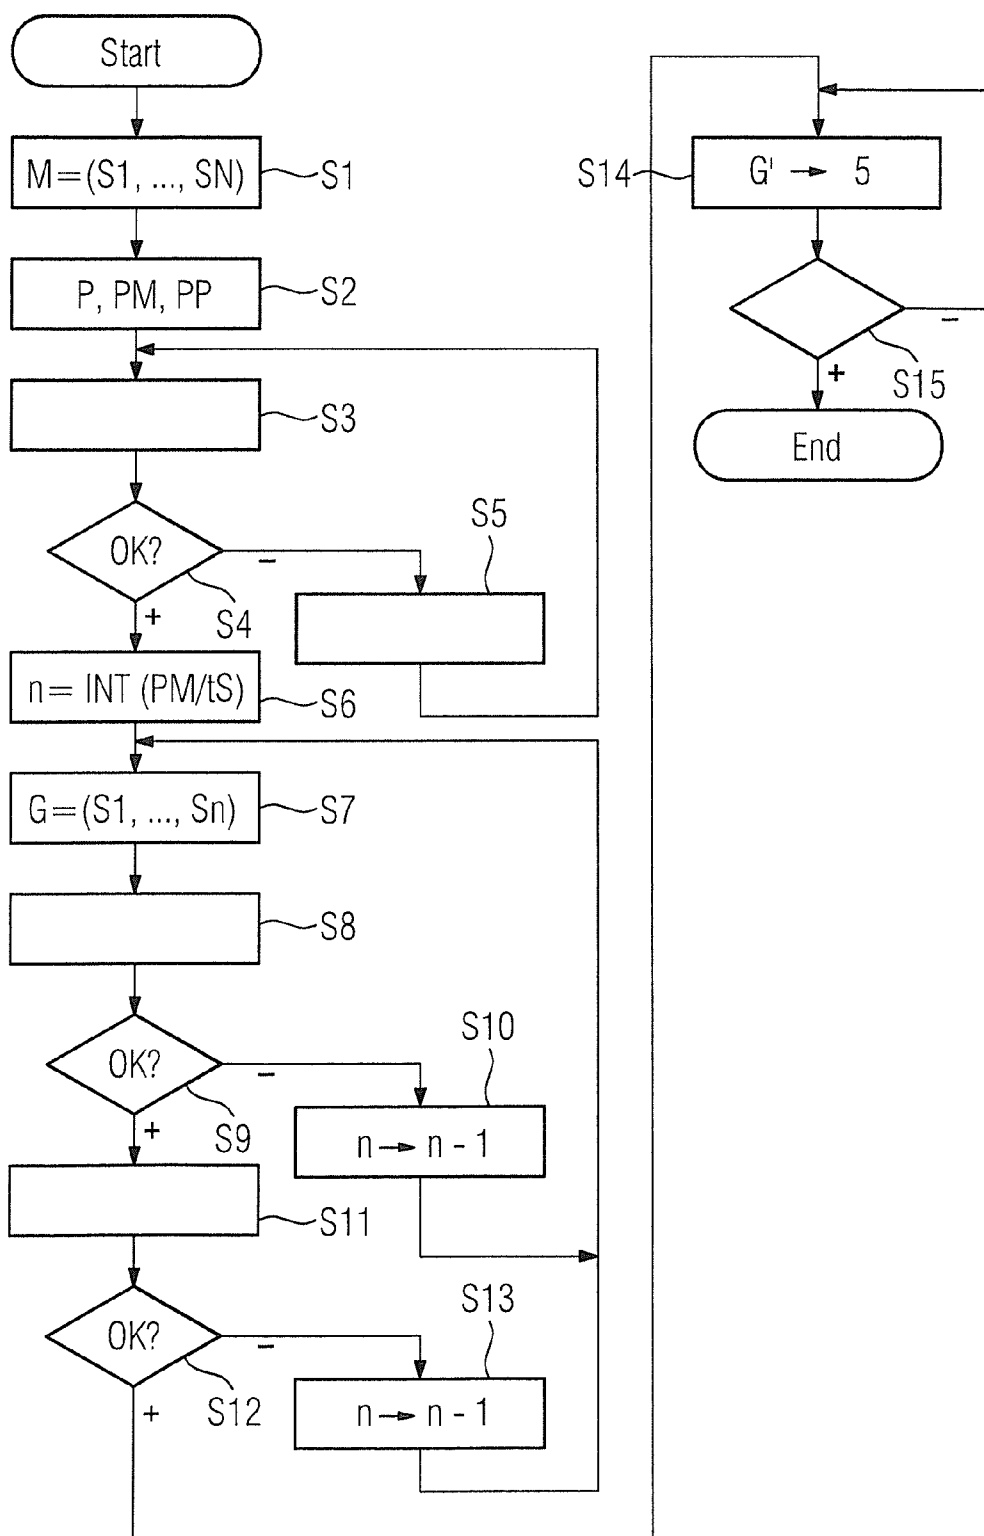 Start
M=(S1, ..., SN)
S1
P, PM, PP
S2
S3
OK?
−
+
S4
S5
n= INT (PM/tS)
S6
G=(S1, ..., Sn)
S7
S8
OK?
−
+
S9
S10
n→ n - 1
S11
OK?
−
+
S12
S13
n→ n - 1
S14
G' → 5
−
+
S15
End